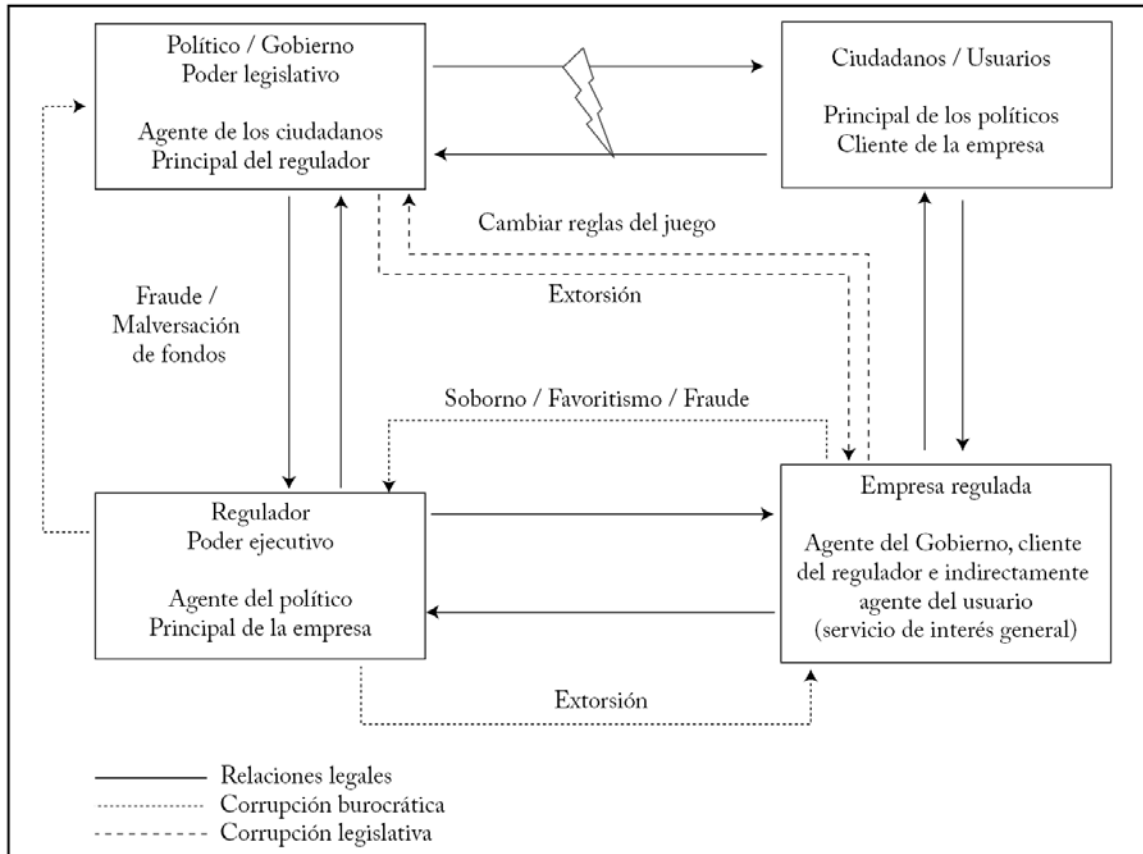 Político / Gobierno
Poder legislativo
Agente de los ciudadanos
Principal del regulador
Ciudadanos / Usuarios
Principal de los políticos
Cliente de la empresa
Cambiar reglas del juego
Extorsión
Fraude /
Malversación
de fondos
Soborno / Favoritismo / Fraude
Regulador
Poder ejecutivo
Agente del político
Principal de la empresa
Empresa regulada
Agente del Gobierno, cliente
del regulador e indirectamente
agente del usuario
(servicio de interés general)
Extorsión
Relaciones legales
Corrupción burocrática
Corrupción legislativa